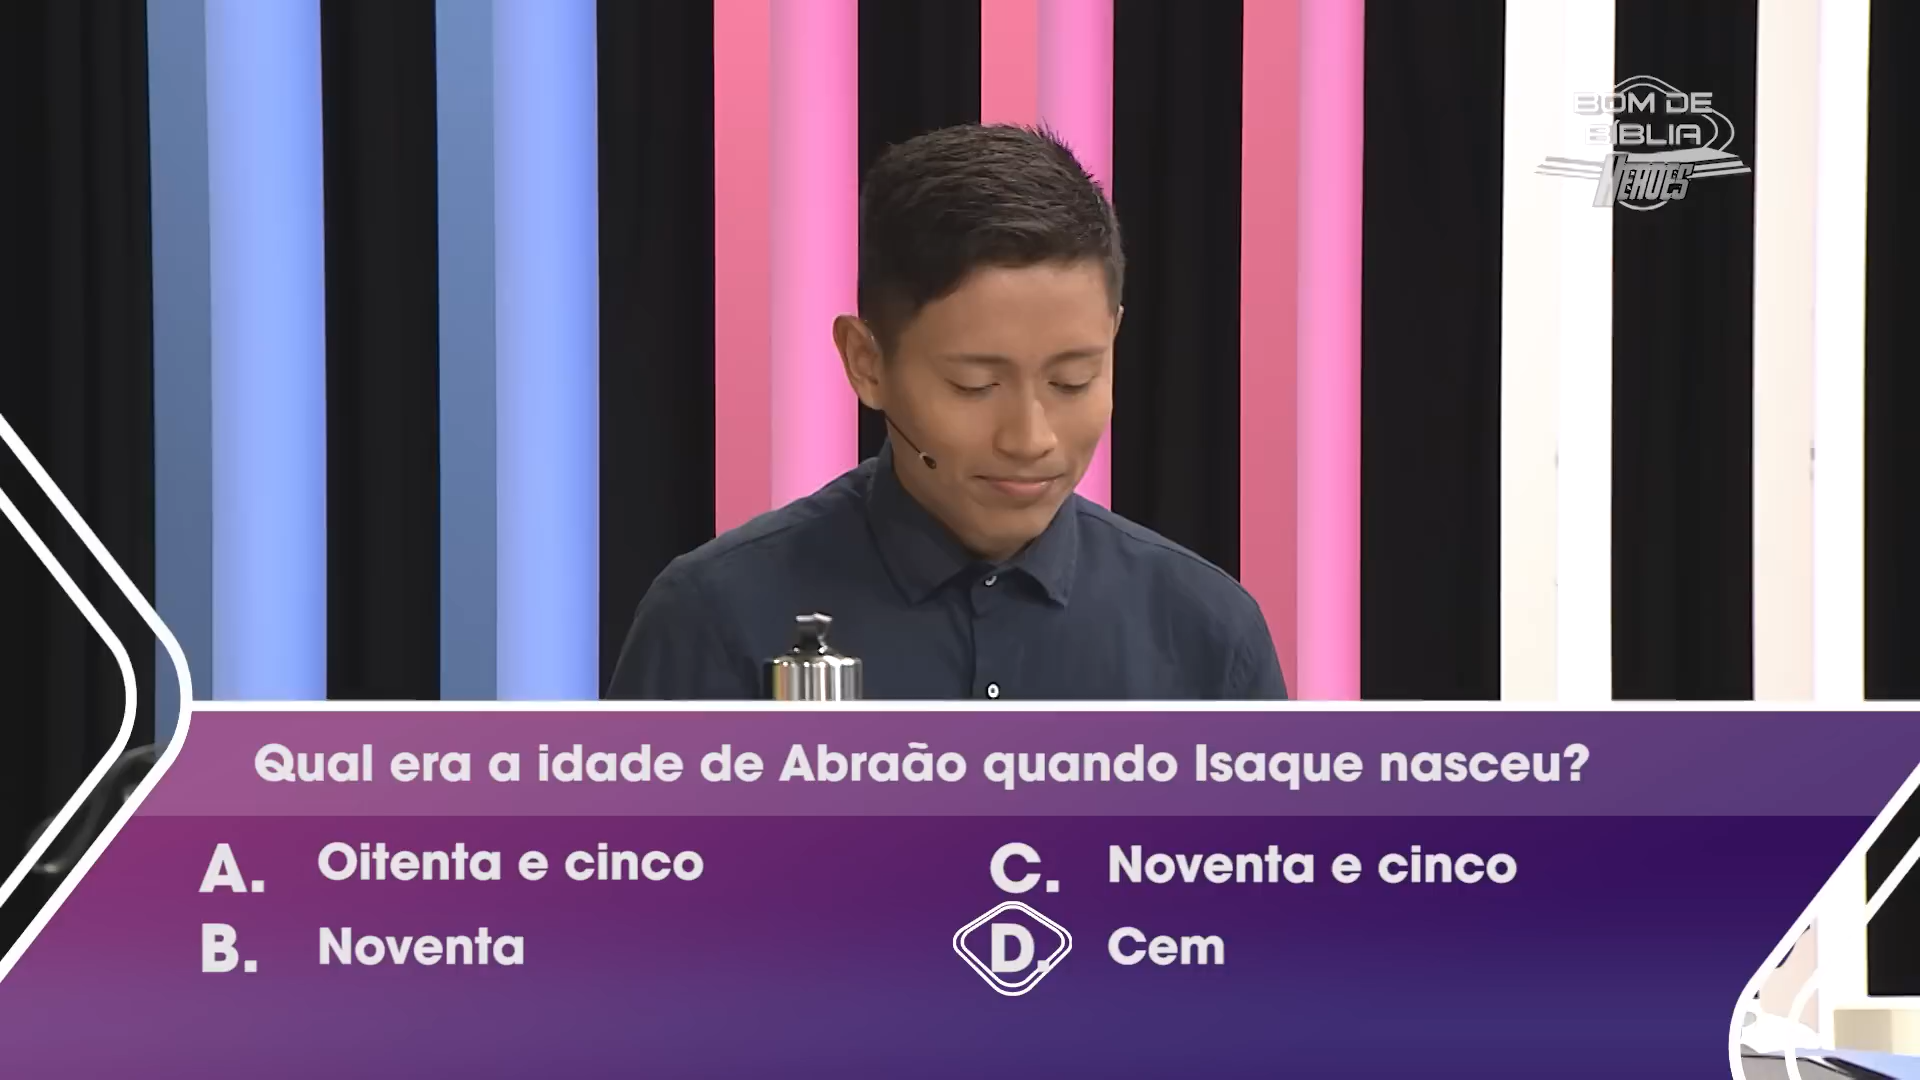 BOM DE
BÍBLIA
HEROES
Qual era a idade de Abraão quando Isaque nasceu?
A. Oitenta e cinco
B. Noventa
C. Noventa e cinco
D. Cem